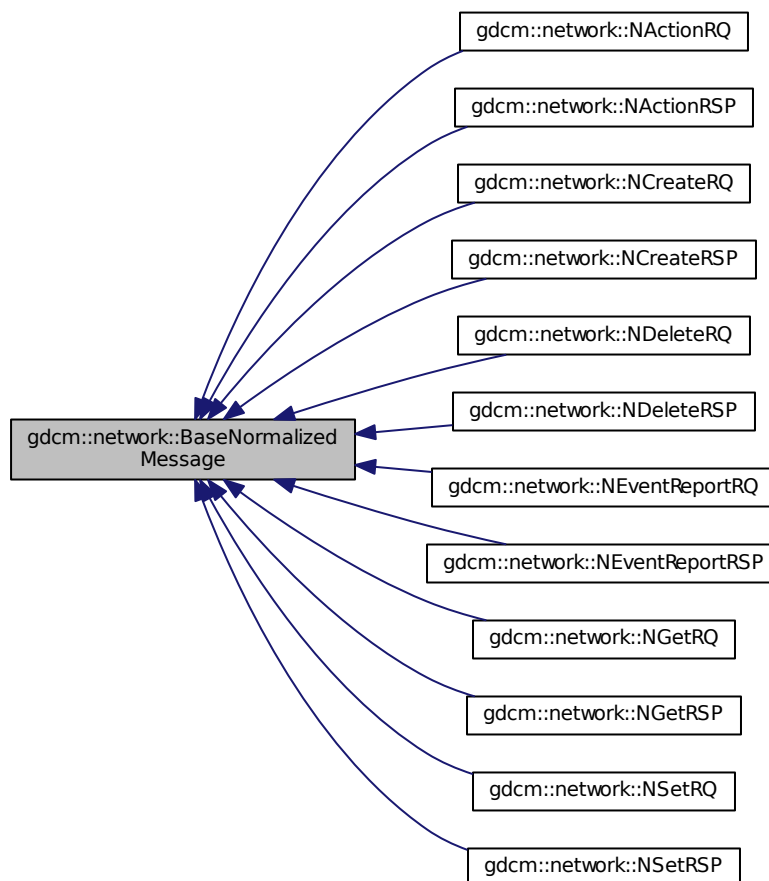 gdcm::network::NActionRQ
gdcm::network::NActionRSP
gdcm::network::NCreateRQ
gdcm::network::NCreateRSP
gdcm::network::NDeleteRQ
gdcm::network::NDeleteRSP
gdcm::network::BaseNormalized
Message
gdcm::network::NEventReportRQ
gdcm::network::NEventReportRSP
gdcm::network::NGetRQ
gdcm::network::NGetRSP
gdcm::network::NSetRQ
gdcm::network::NSetRSP